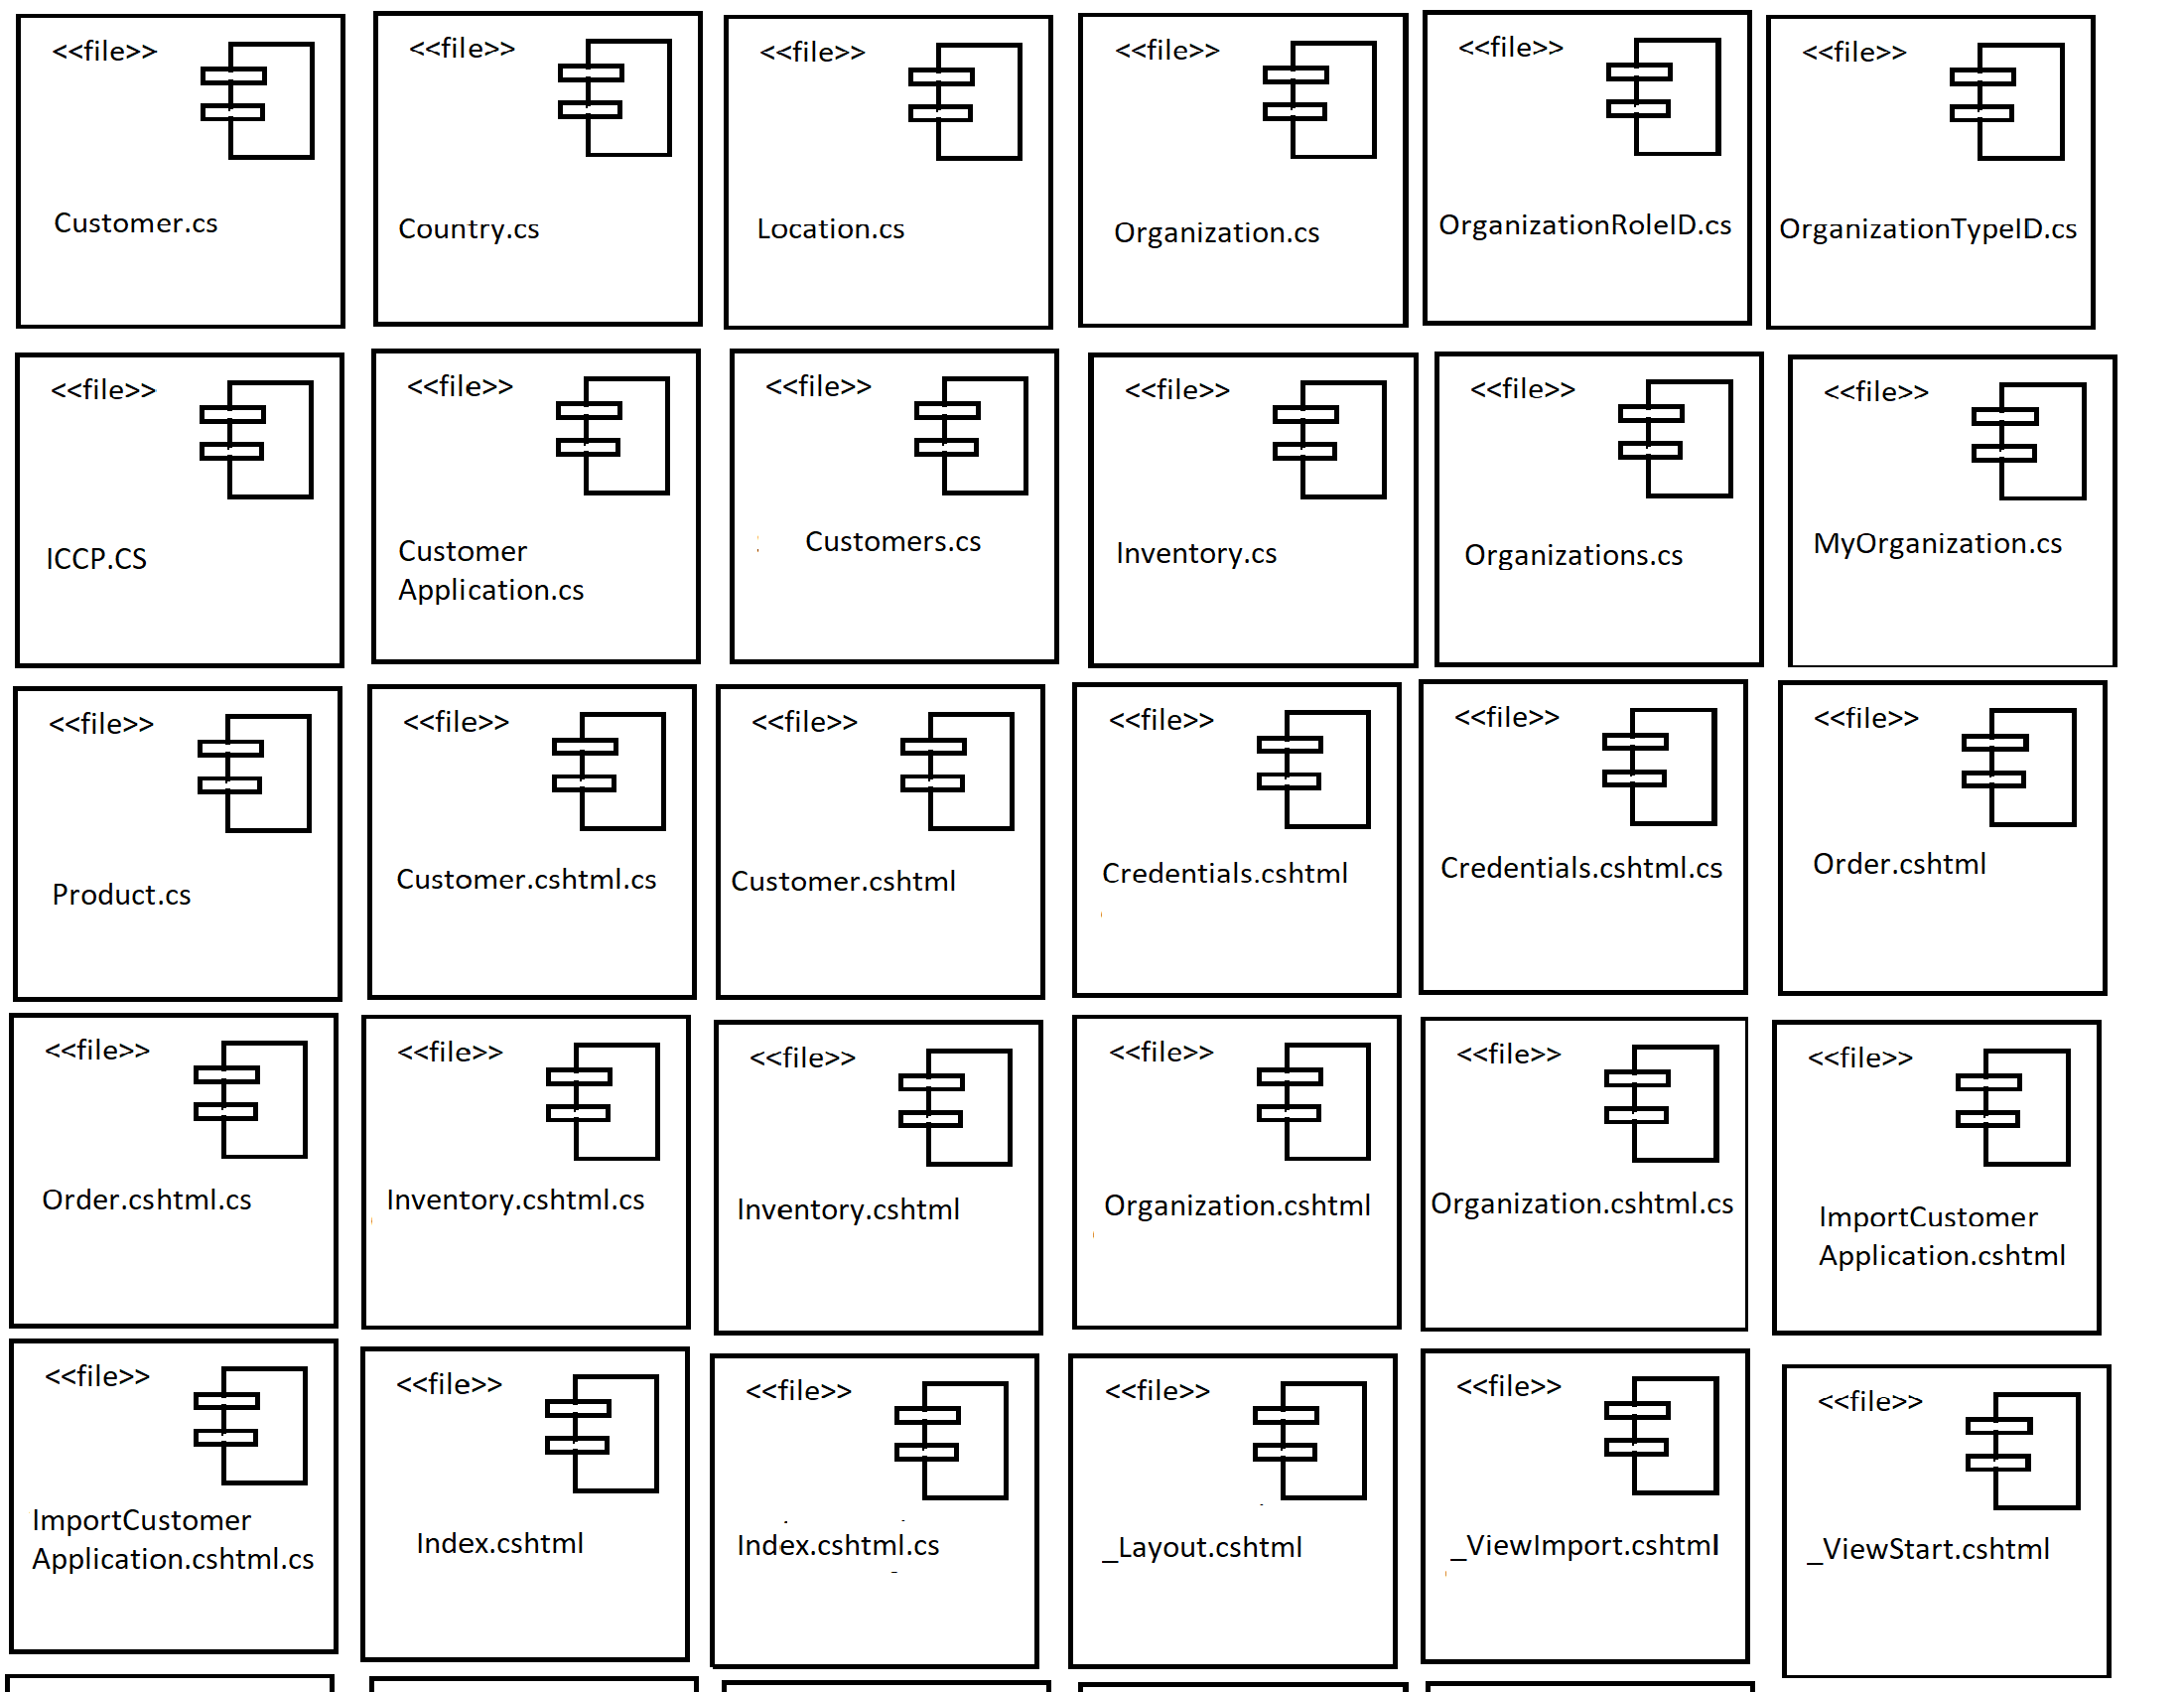 <<file>>
Customer.cs
<<file>>
Country.cs
<<file>>
Location.cs
<<file>>
Organization.cs
<<file>>
OrganizationRoleID.cs
<<file>>
OrganizationTypeID.cs
<<file>>
ICCP.CS
<<file>>
Customer
Application.cs
<<file>>
Customers.cs
<<file>>
Inventory.cs
<<file>>
Organizations.cs
<<file>>
MyOrganization.cs
<<file>>
Product.cs
<<file>>
Customer.cshtml.cs
<<file>>
Customer.cshtml
<<file>>
Credentials.cshtml
<<file>>
Credentials.cshtml.cs
<<file>>
Order.cshtml
<<file>>
Order.cshtml.cs
<<file>>
Inventory.cshtml.cs
<<file>>
Inventory.cshtml
<<file>>
Organization.cshtml
<<file>>
Organization.cshtml.cs
<<file>>
ImportCustomer
Application.cshtml
<<file>>
ImportCustomer
Application.cshtml.cs
<<file>>
Index.cshtml
<<file>>
Index.cshtml.cs
<<file>>
_Layout.cshtml
<<file>>
_ViewImport.cshtml
<<file>>
_ViewStart.cshtml